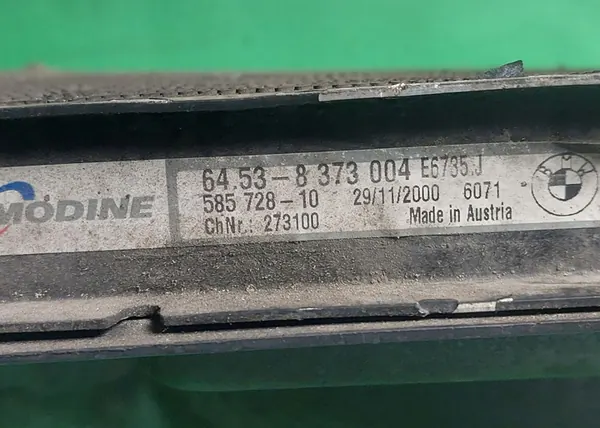 MODINE
64.53-8 373 004 E6735.J
585 728-10 29/11/2000 6071
ChNr.: 273100 Made in Austria
BMW